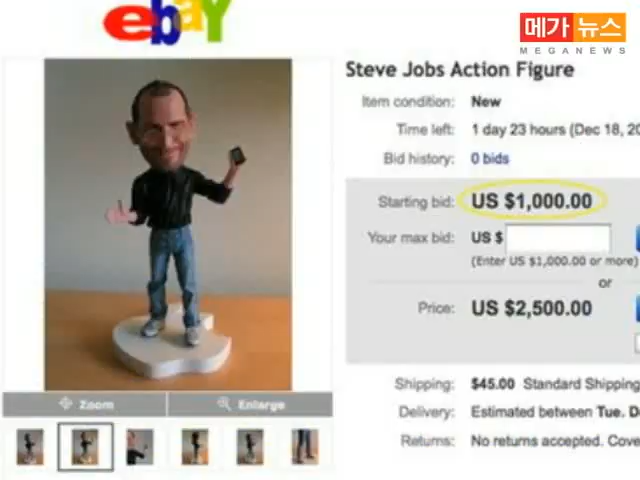 ebaY
메가 뉴스
MEGANEWS
Steve Jobs Action Figure
Item condition: New
Time left: 1 day 23 hours (Dec 18, 20
Bid history: 0 bids
Starting bid: US $1,000.00
Your max bid: US $
(Enter US $1,000.00 or more)
or
Price: US $2,500.00
Shipping: $45.00 Standard Shipping
Delivery: Estimated between Tue. D
Returns: No returns accepted. Cove
Zoom
Enlarge